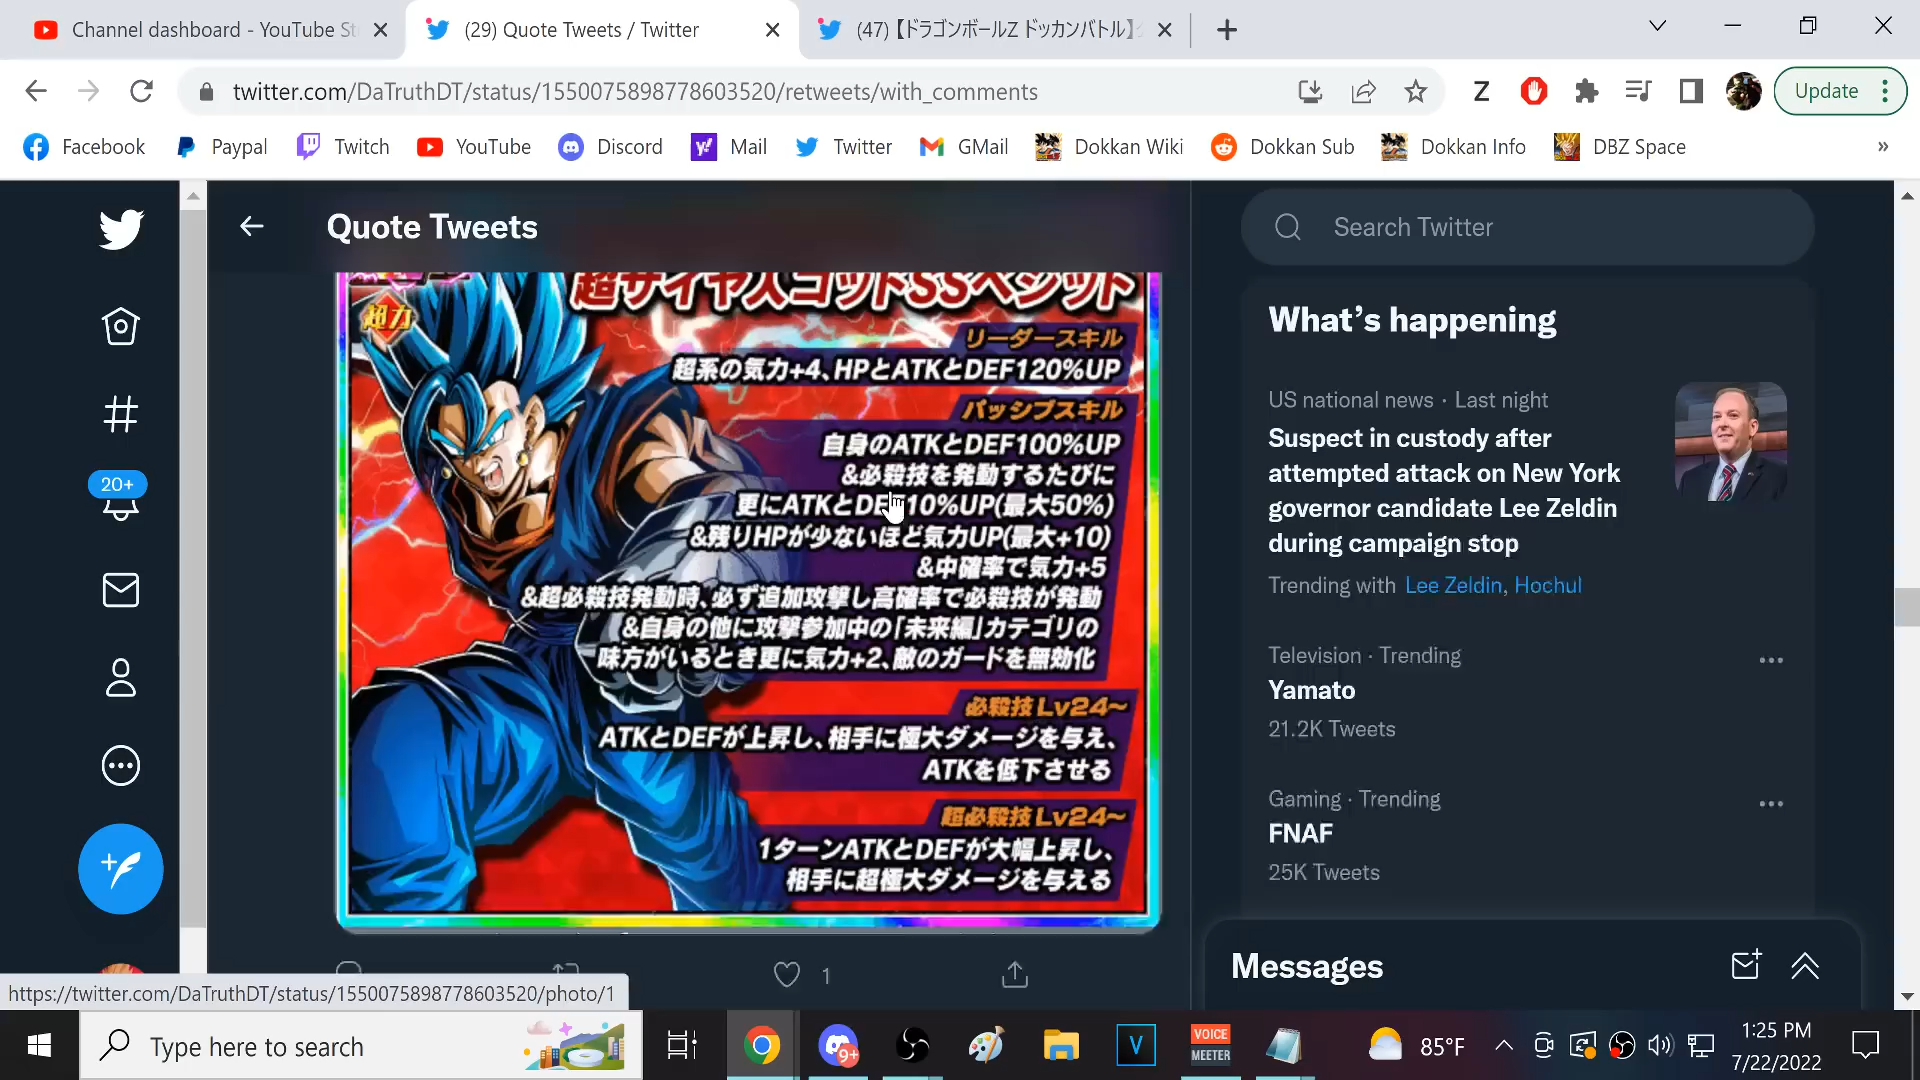 Channel dashboard - YouTube St
(29) Quote Tweets / Twitter
(47)【ドラゴンボールZ ドッカンバトル】
twitter.com/DaTruthDT/status/1550075898778603520/retweets/with_comments
Z
Update
Facebook
Paypal
Twitch
YouTube
Discord
Mail
Twitter
GMail
Dokkan Wiki
Dokkan Sub
Dokkan Info
DBZ Space
»
Quote Tweets
Search Twitter
20+
超サイヤ人ゴッドSSベジット
超力
リーダースキル
超系の気力+4、HPとATKとDEF120%UP
パッシブスキル
自身のATKとDEF100%UP
&必殺技を発動するたびに
更にATKとDEF10%UP(最大50%)
&残りHPが少ないほど気力UP(最大+10)
&中確率で気力+5
&超必殺技発動時、必ず追加攻撃し高確率で必殺技が発動
&自身の他に攻撃参加中の「未来編」カテゴリの
味方がいるとき更に気力+2、敵のガードを無効化
必殺技Lv24~
ATKとDEFが上昇し、相手に極大ダメージを与え、
ATKを低下させる
超必殺技Lv24~
1ターンATKとDEFが大幅上昇し、
相手に超極大ダメージを与える
1
What's happening
US national news · Last night
Suspect in custody after
attempted attack on New York
governor candidate Lee Zeldin
during campaign stop
Trending with Lee Zeldin, Hochul
Television · Trending
Yamato
21.2K Tweets
Gaming · Trending
FNAF
25K Tweets
Messages
https://twitter.com/DaTruthDT/status/1550075898778603520/photo/1
Type here to search
9+
V
VOICE
MEETER
85°F
1:25 PM
7/22/2022